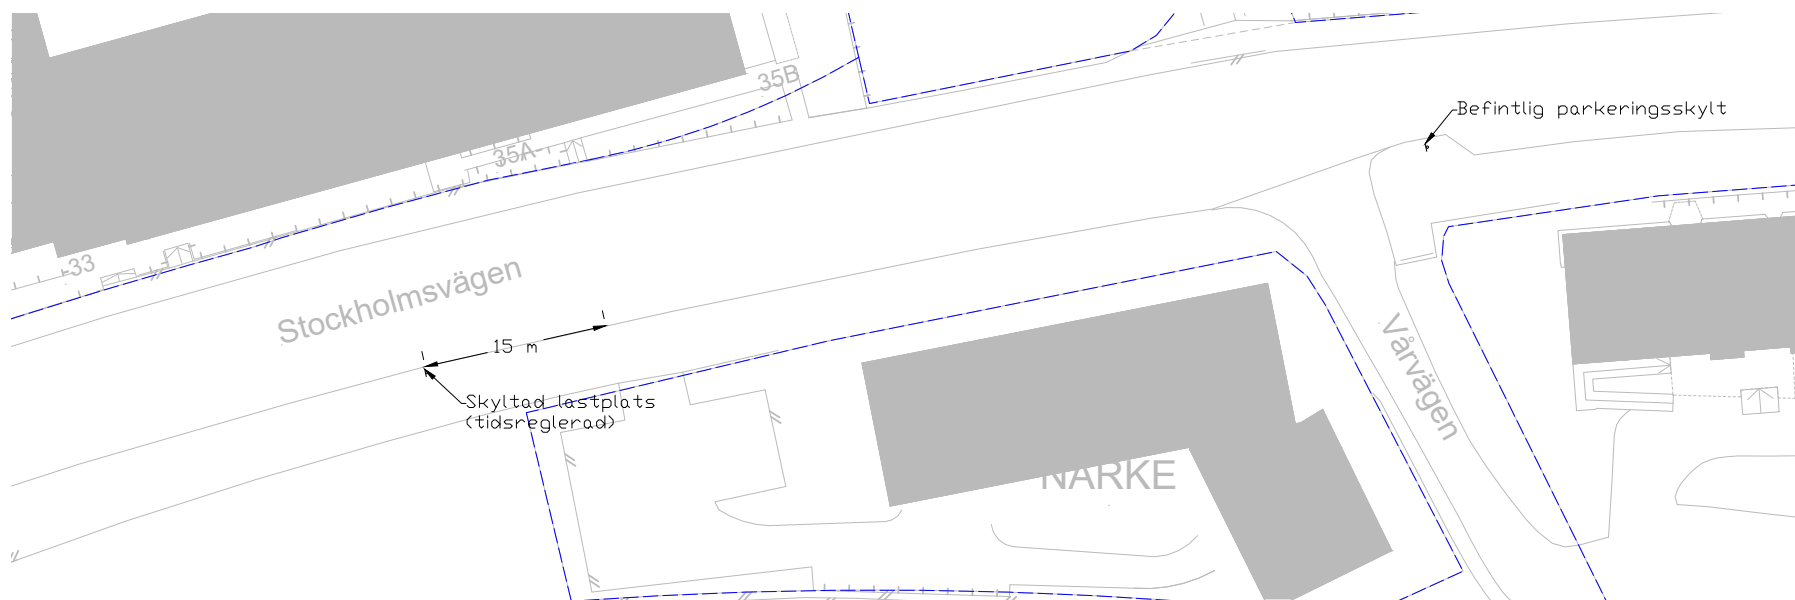 35B
Befintlig parkeringsskylt
35A
33
Stockholmsvägen
15 m
Skyltad lastplats
(tidsreglerad)
Vårvägen
NÄRKE